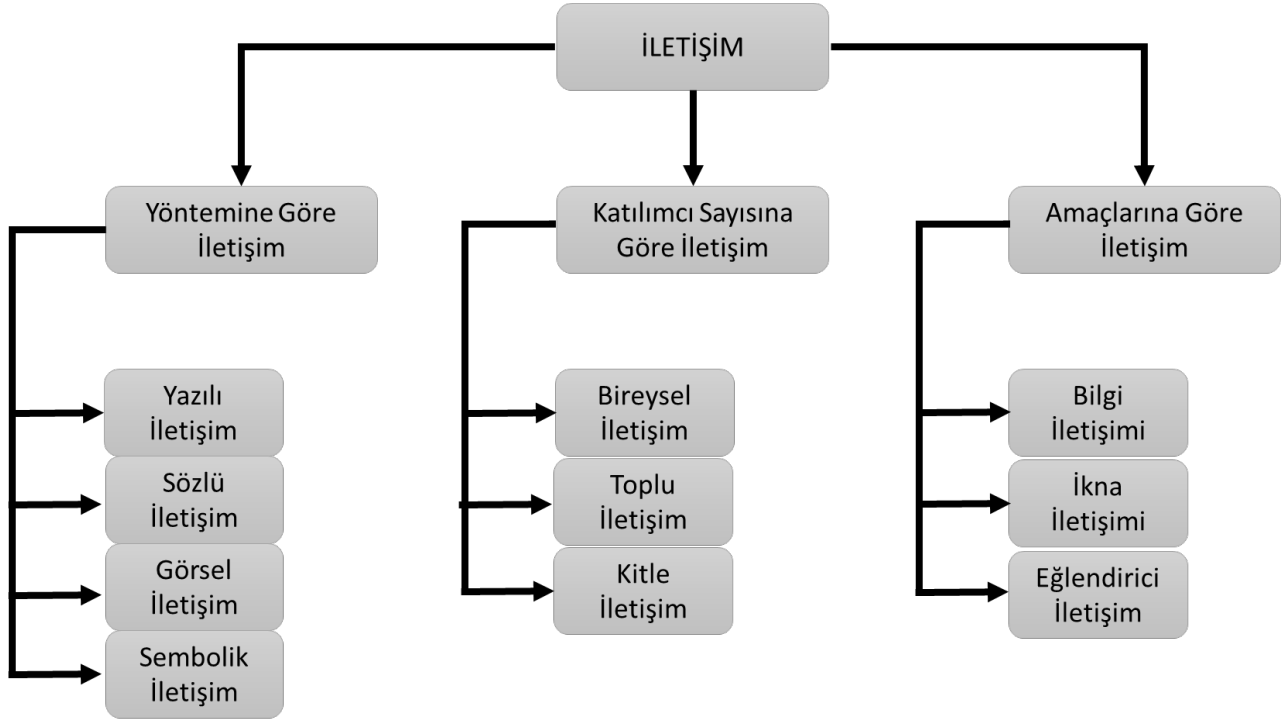 İLETİŞİM
Yöntemine Göre
İletişim
Katılımcı Sayısına
Göre İletişim
Amaçlarına Göre
İletişim
Yazılı
İletişim
Sözlü
İletişim
Görsel
İletişim
Sembolik
İletişim
Bireysel
İletişim
Toplu
İletişim
Kitle
İletişim
Bilgi
İletişimi
İkna
İletişimi
Eğlendirici
İletişim